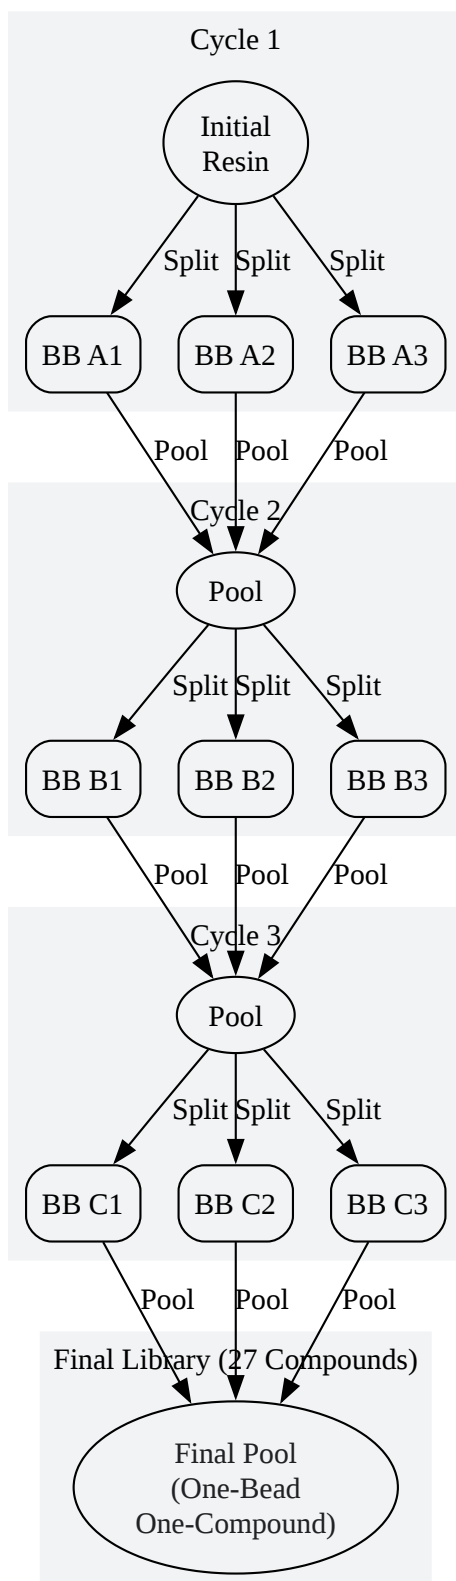 Cycle 1
Initial
Resin
Split Split Split
BB A1 BB A2 BB A3
Pool Pool Pool
Cycle 2
Pool
Split Split Split
BB B1 BB B2 BB B3
Pool Pool Pool
Cycle 3
Pool
Split Split Split
BB C1 BB C2 BB C3
Pool Pool Pool
Final Library (27 Compounds)
Final Pool
(One-Bead
One-Compound)